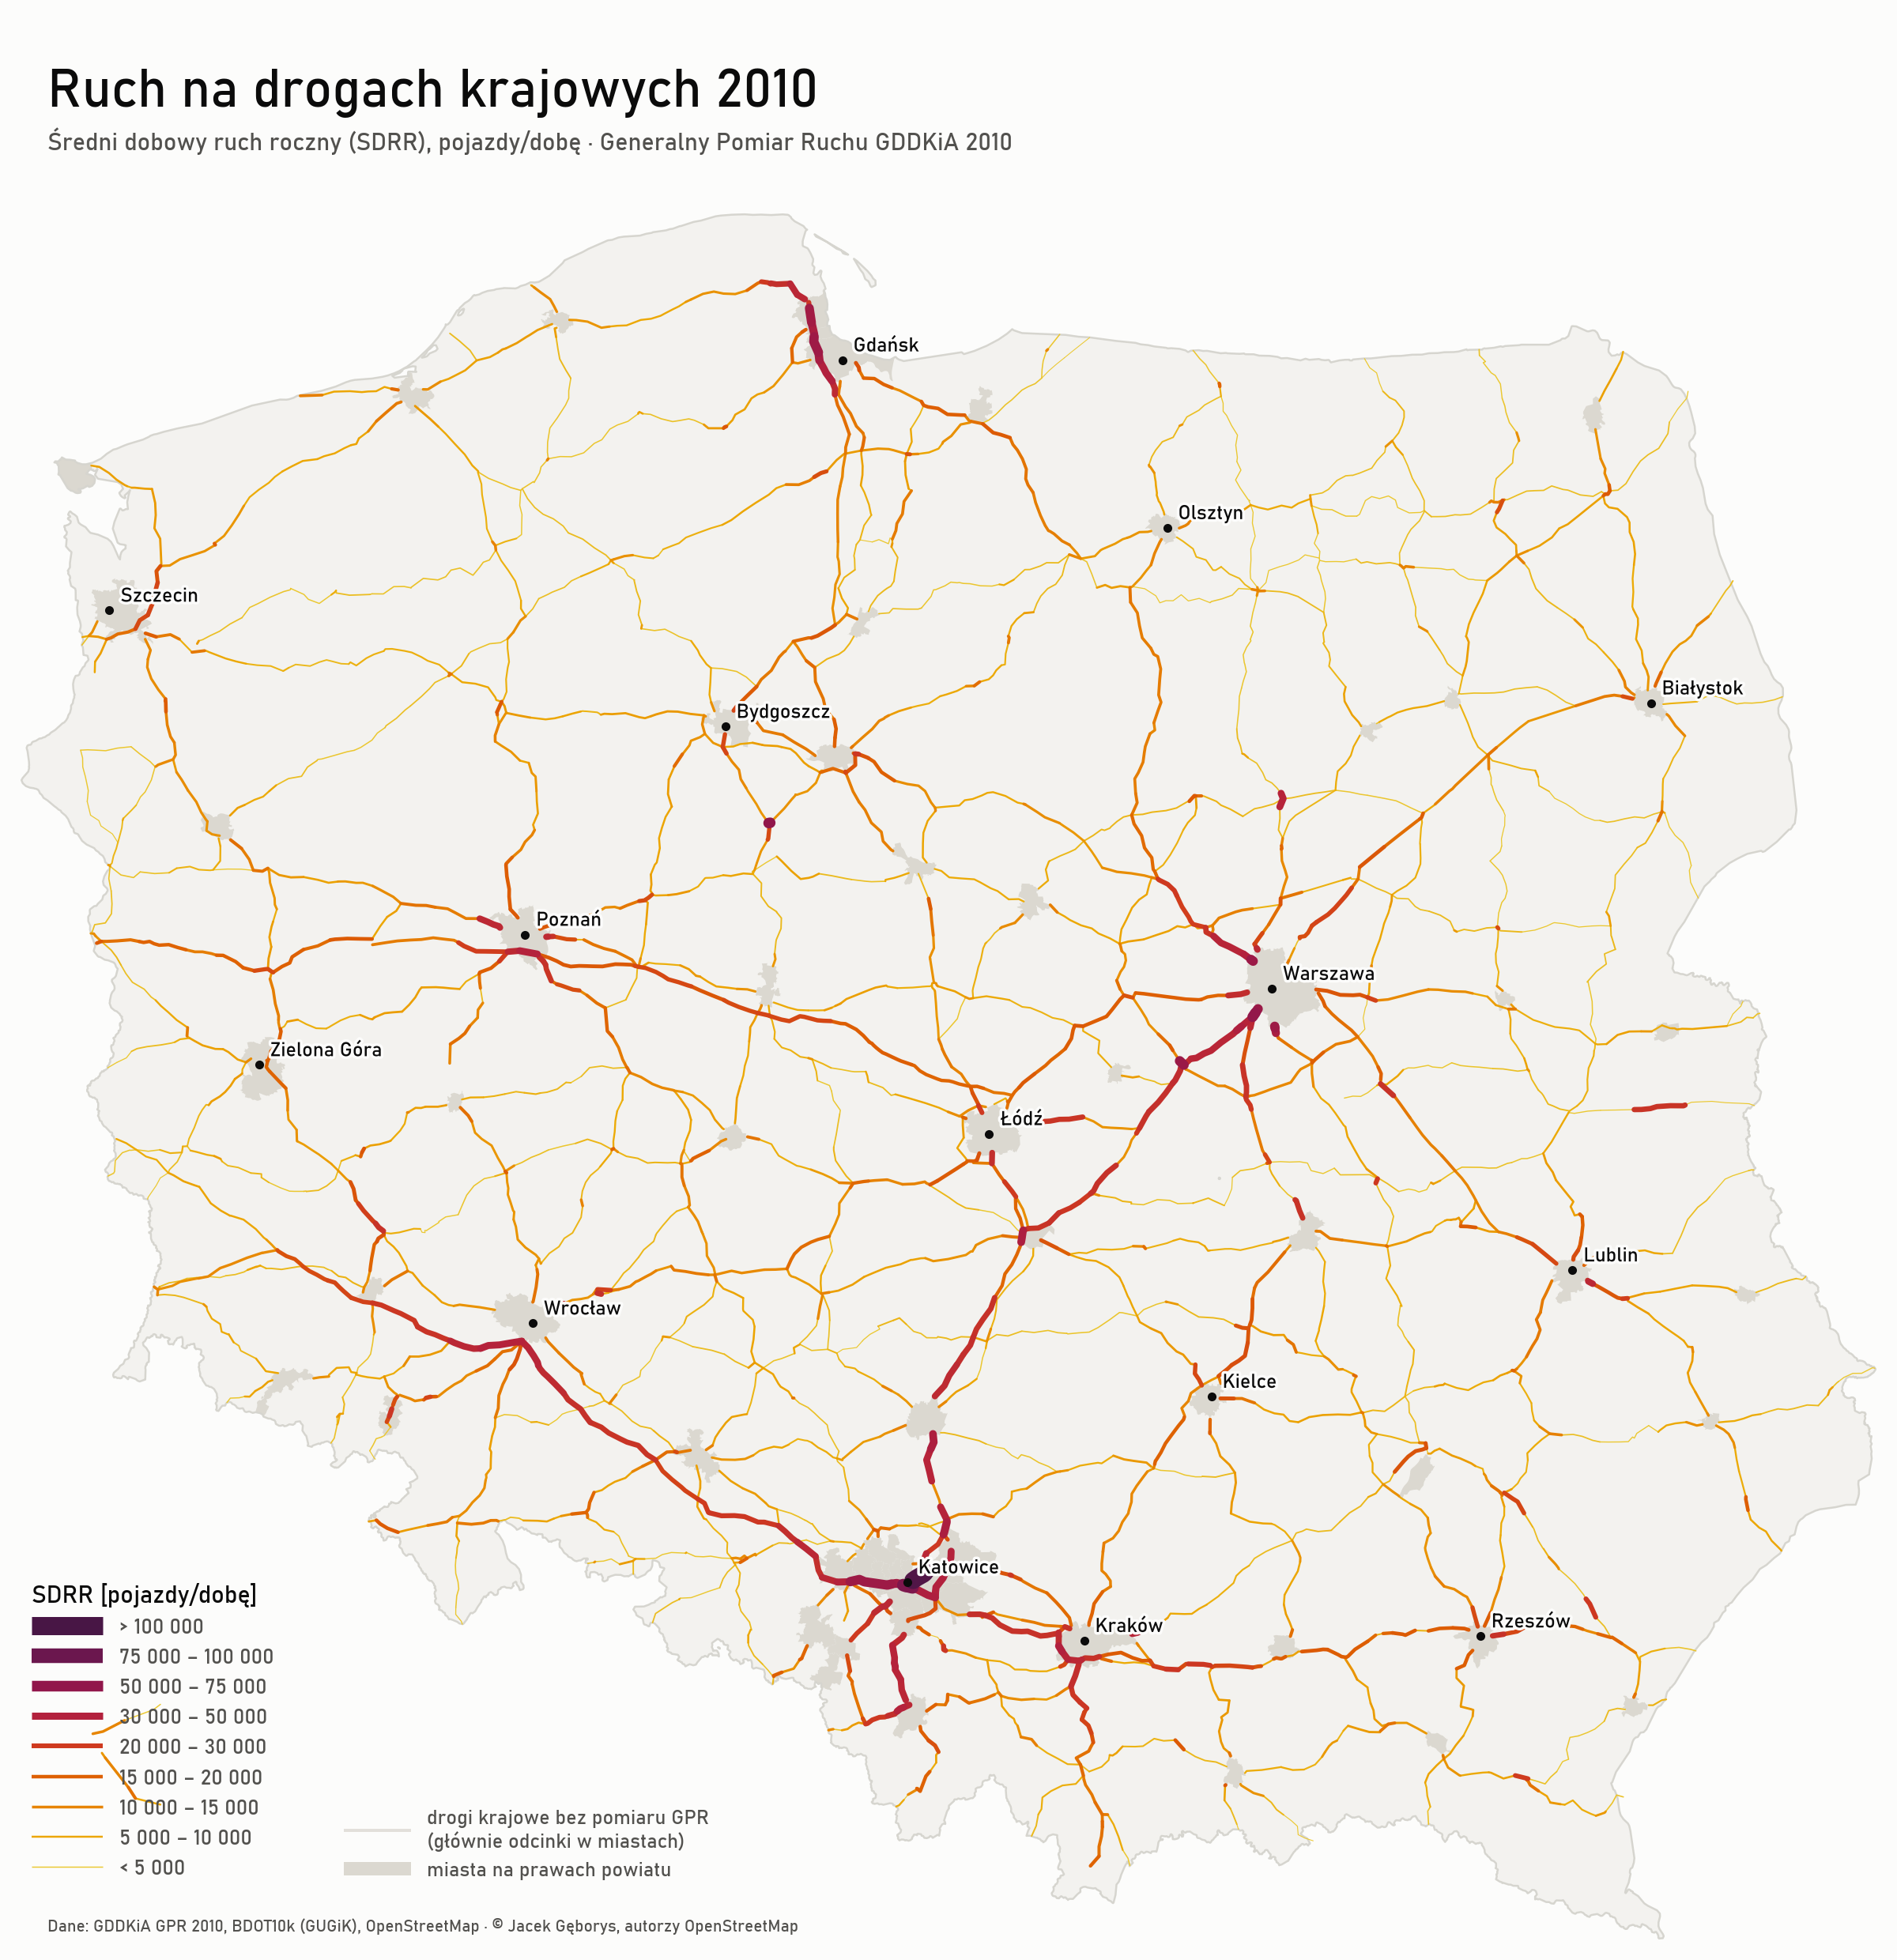 Ruch na drogach krajowych 2010
Średni dobowy ruch roczny (SDRR), pojazdy/dobę · Generalny Pomiar Ruchu GDDKiA 2010
Gdańsk
Olsztyn
Szczecin
Białystok
Bydgoszcz
Poznań
Warszawa
Zielona Góra
Łódź
Lublin
Wrocław
Kielce
Katowice
Kraków
Rzeszów
SDRR [pojazdy/dobę]
> 100 000
75 000 – 100 000
50 000 – 75 000
30 000 – 50 000
20 000 – 30 000
15 000 – 20 000
10 000 – 15 000
5 000 – 10 000
< 5 000
drogi krajowe bez pomiaru GPR
(głównie odcinki w miastach)
miasta na prawach powiatu
Dane: GDDKiA GPR 2010, BDOT10k (GUGiK), OpenStreetMap · © Jacek Gęborys, autorzy OpenStreetMap